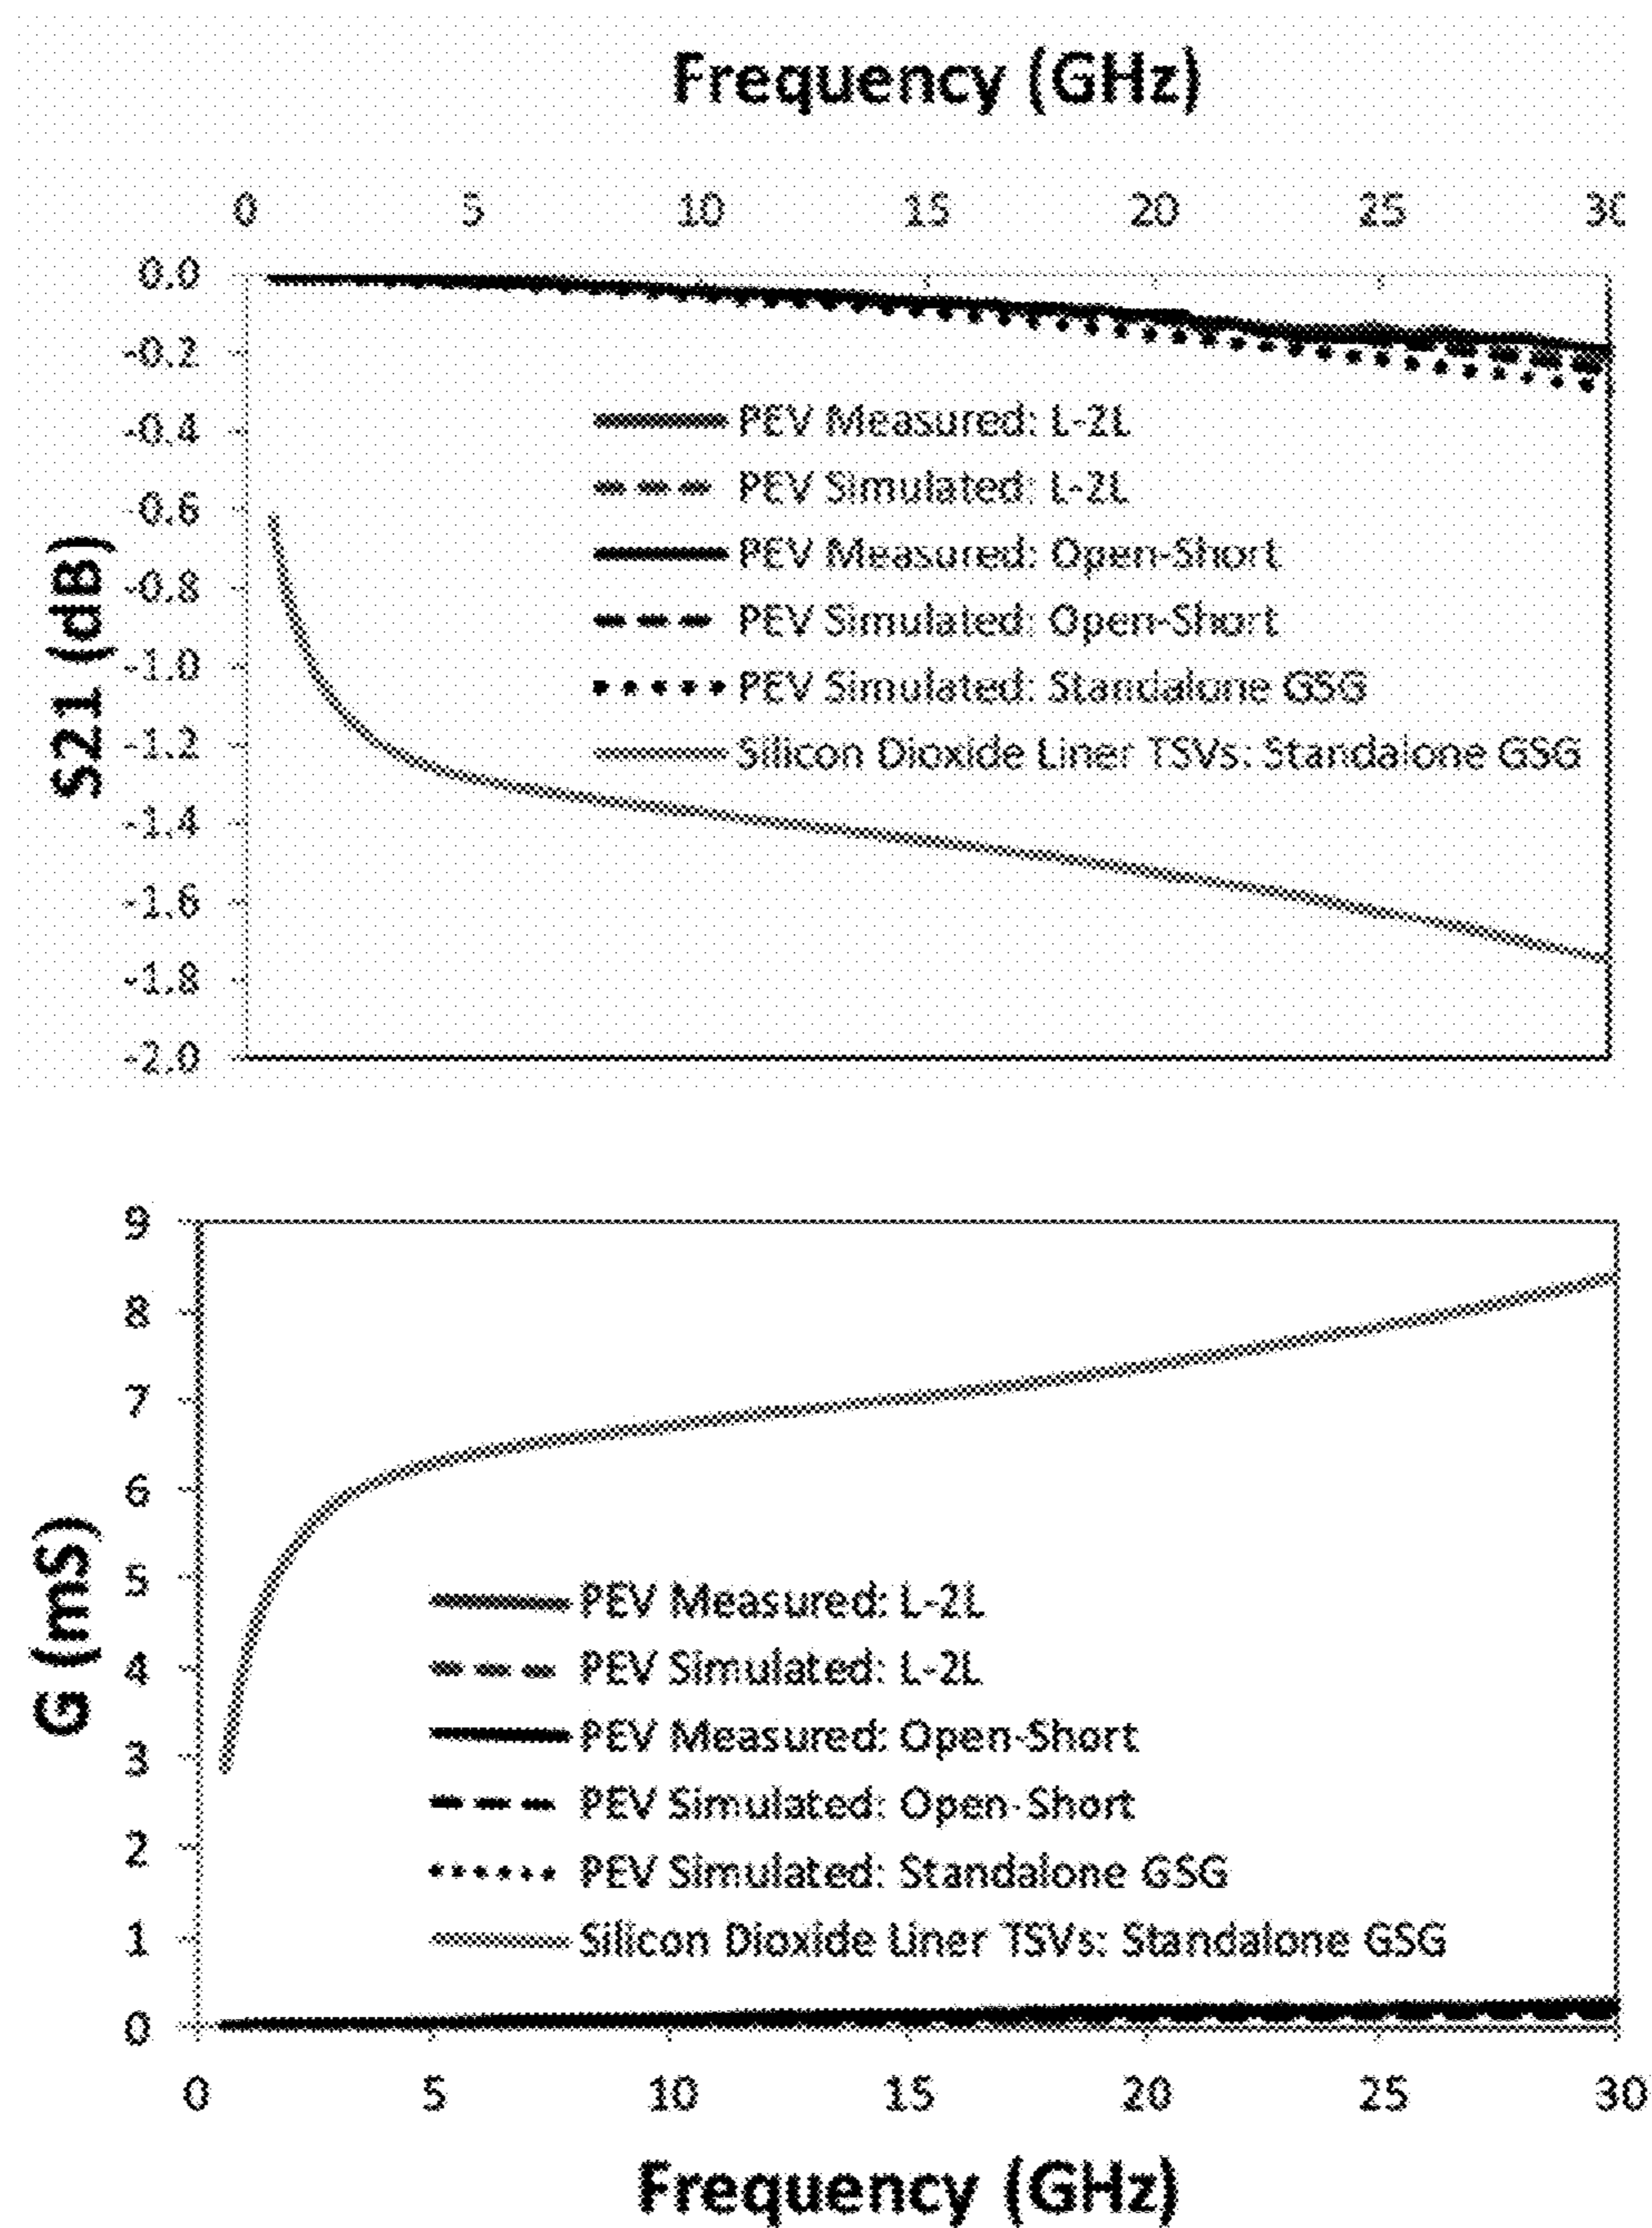 Frequency (GHz)
0 5 10 15 20 25 30
0.0
-0.2
-0.4
-0.6
-0.8
-1.0
-1.2
-1.4
-1.6
-1.8
-2.0
S21 (dB)
PEV Measured: L-2L
PEV Simulated: L-2L
PEV Measured: Open-Short
PEV Simulated: Open-Short
PEV Simulated: Standalone GSG
Silicon Dioxide Liner TSVs: Standalone GSG
9
8
7
6
5
4
3
2
1
0
G (mS)
PEV Measured: L-2L
PEV Simulated: L-2L
PEV Measured: Open-Short
PEV Simulated: Open-Short
PEV Simulated: Standalone GSG
Silicon Dioxide Liner TSVs: Standalone GSG
0 5 10 15 20 25 30
Frequency (GHz)